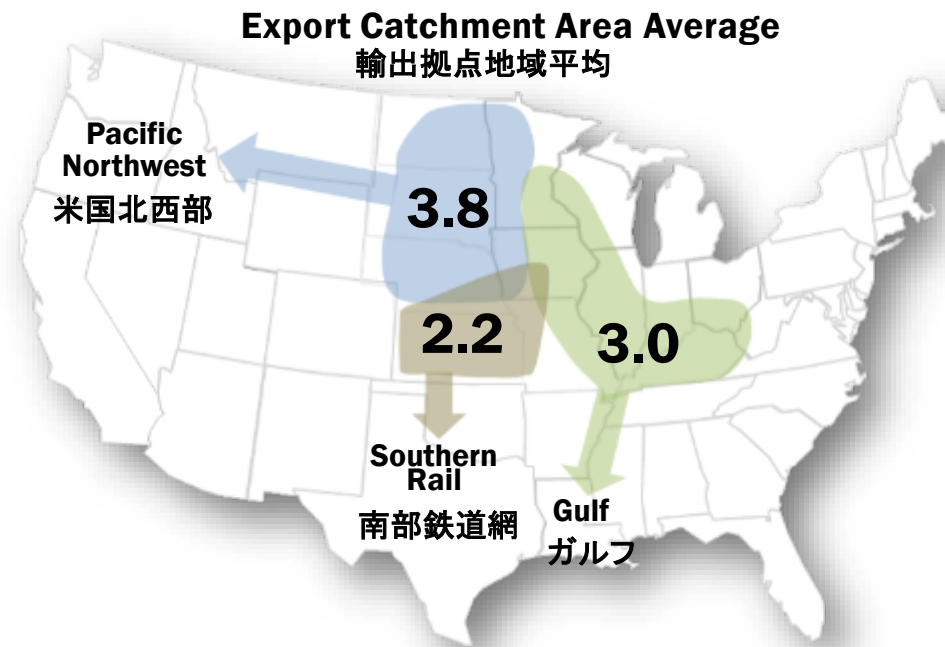 Export Catchment Area Average
輸出拠点地域平均
Pacific
Northwest
米国北西部
3.8
2.2
3.0
Southern
Rail
南部鉄道網
Gulf
ガルフ